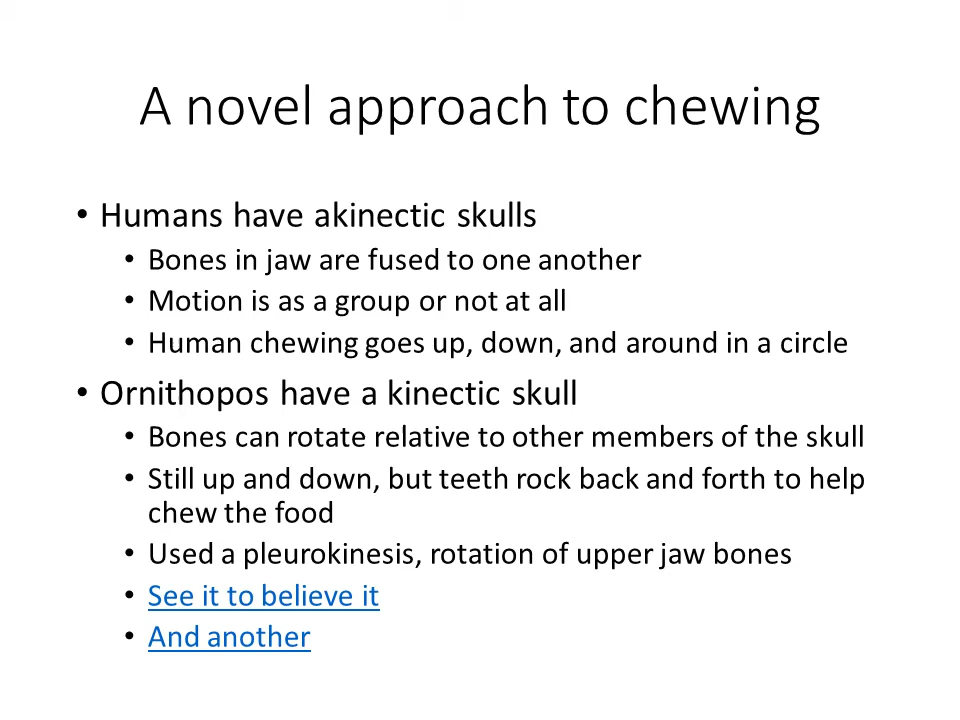 A novel approach to chewing
• Humans have akinectic skulls
• Bones in jaw are fused to one another
• Motion is as a group or not at all
• Human chewing goes up, down, and around in a circle
• Ornithopos have a kinectic skull
• Bones can rotate relative to other members of the skull
• Still up and down, but teeth rock back and forth to help
chew the food
• Used a pleurokinesis, rotation of upper jaw bones
• See it to believe it
• And another